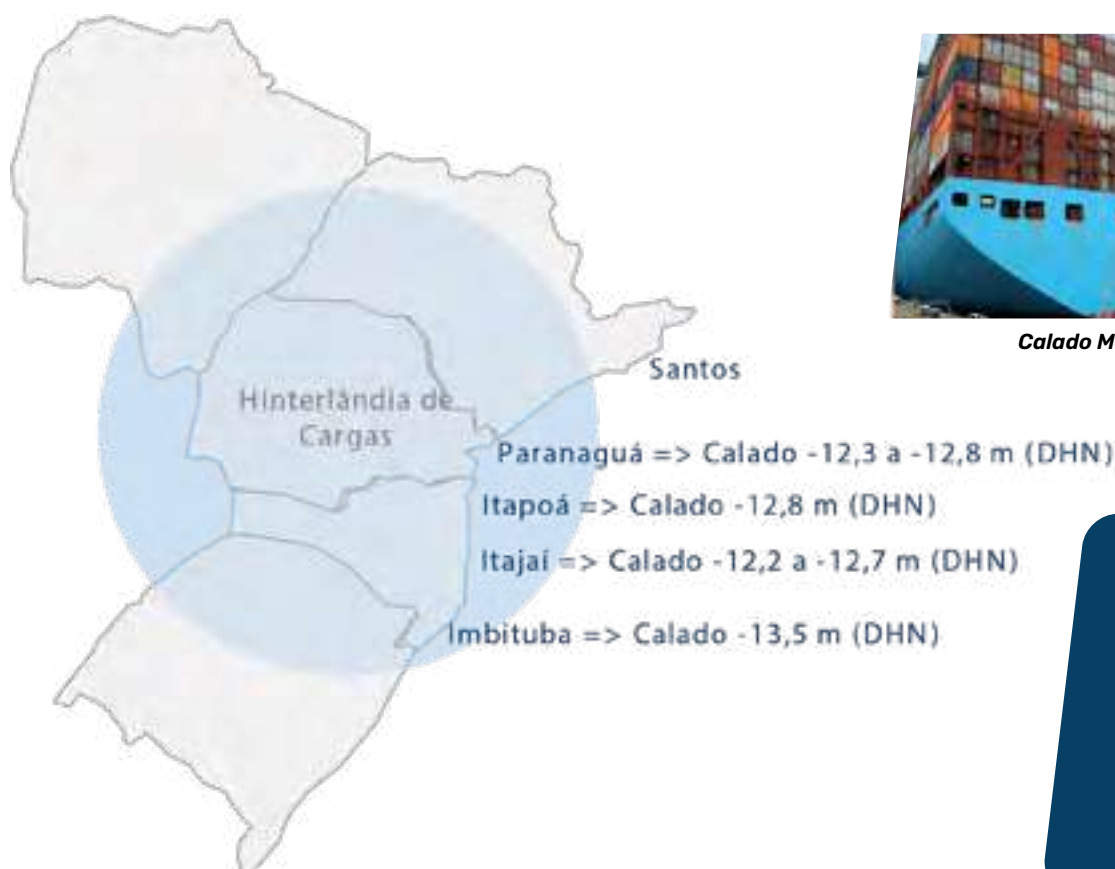 Calado M
Santos
Hinterlândia de
Cargas
Paranaguá => Calado -12,3 a -12,8 m (DHN)
Itapoá => Calado -12,8 m (DHN)
Itajaí => Calado -12,2 a -12,7 m (DHN)
Imbituba => Calado -13,5 m (DHN)